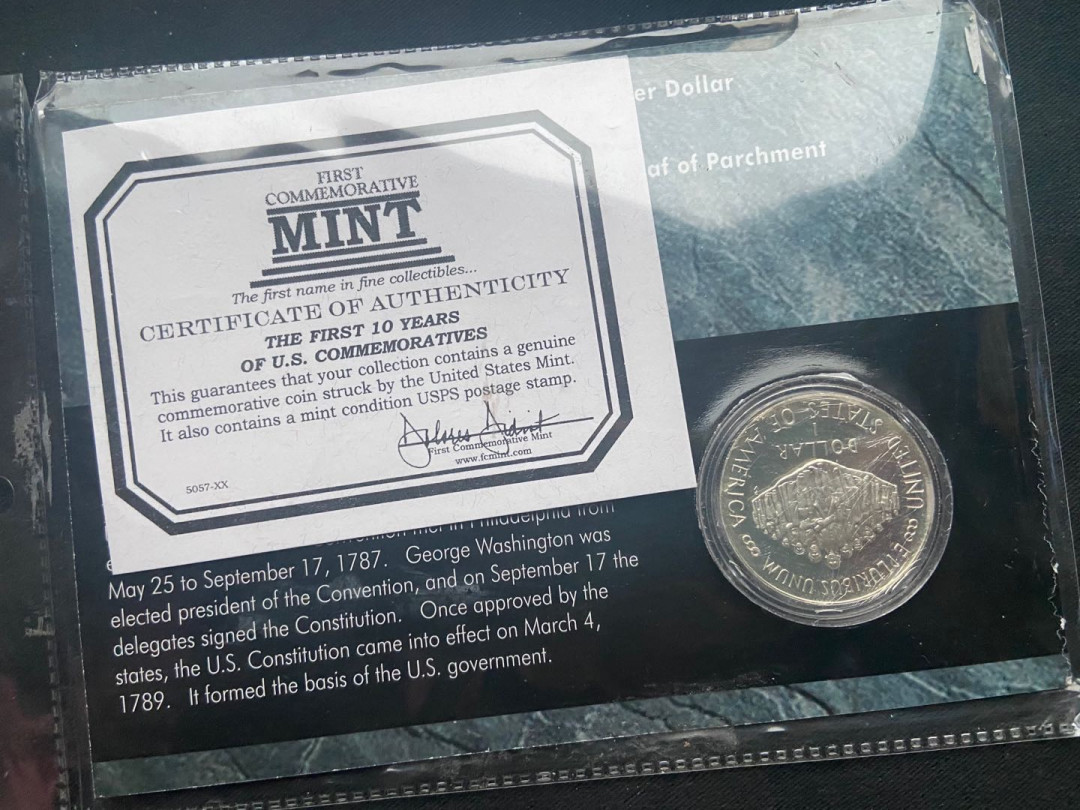 er Dollar
af of Parchment
FIRST
COMMEMORATIVE
MINT
The first name in fine collectibles...
CERTIFICATE OF AUTHENTICITY
THE FIRST 10 YEARS
OF U.S. COMMEMORATIVES
This guarantees that your collection contains a genuine
commemorative coin struck by the United States Mint.
It also contains a mint condition USPS postage stamp.
First Commemorative Mint
www.fcmint.com
5057-XX
in Philadelphia from
May 25 to September 17, 1787. George Washington was
elected president of the Convention, and on September 17 the
delegates signed the Constitution. Once approved by the
states, the U.S. Constitution came into effect on March 4,
1789. It formed the basis of the U.S. government.
UNITED STATES OF AMERICA
DOLLAR 1
E PLURIBUS UNUM